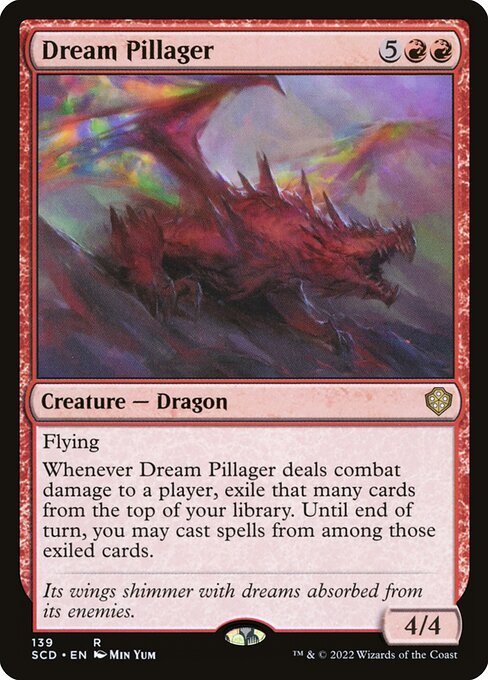 Dream Pillager 5
Creature — Dragon
Flying
Whenever Dream Pillager deals combat
damage to a player, exile that many cards
from the top of your library. Until end of
turn, you may cast spells from among those
exiled cards.
Its wings shimmer with dreams absorbed from
its enemies.
4/4
139 R
SCD • EN Min Yum
™ & © 2022 Wizards of the Coast